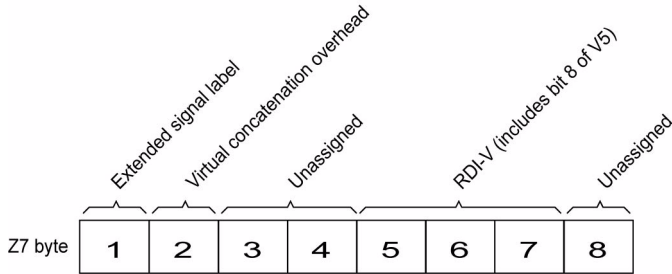 Extended signal label
Virtual concatenation overhead
Unassigned
RDI-V (includes bit 8 of V5)
Unassigned
Z7 byte 1 2 3 4 5 6 7 8